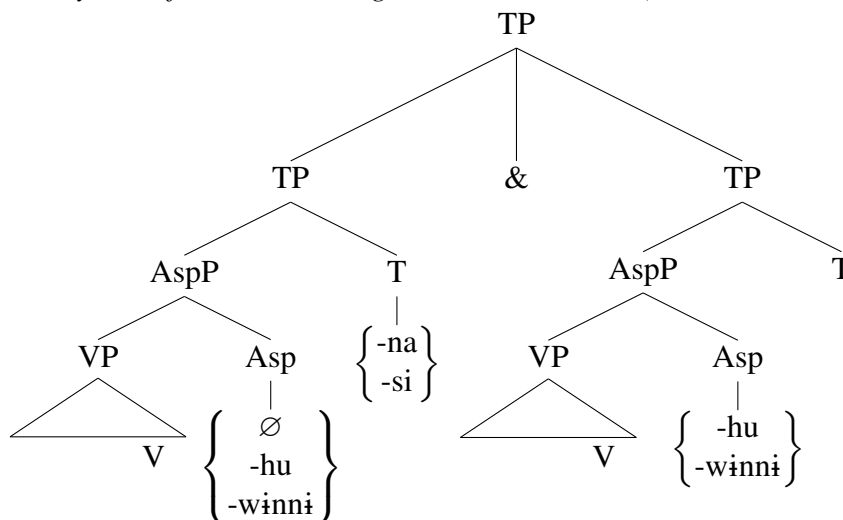 TP
TP & TP
AspP T AspP T
VP Asp -na VP Asp
-si
∅ -hu
V -hu V -wɨnnɨ
-wɨnnɨ